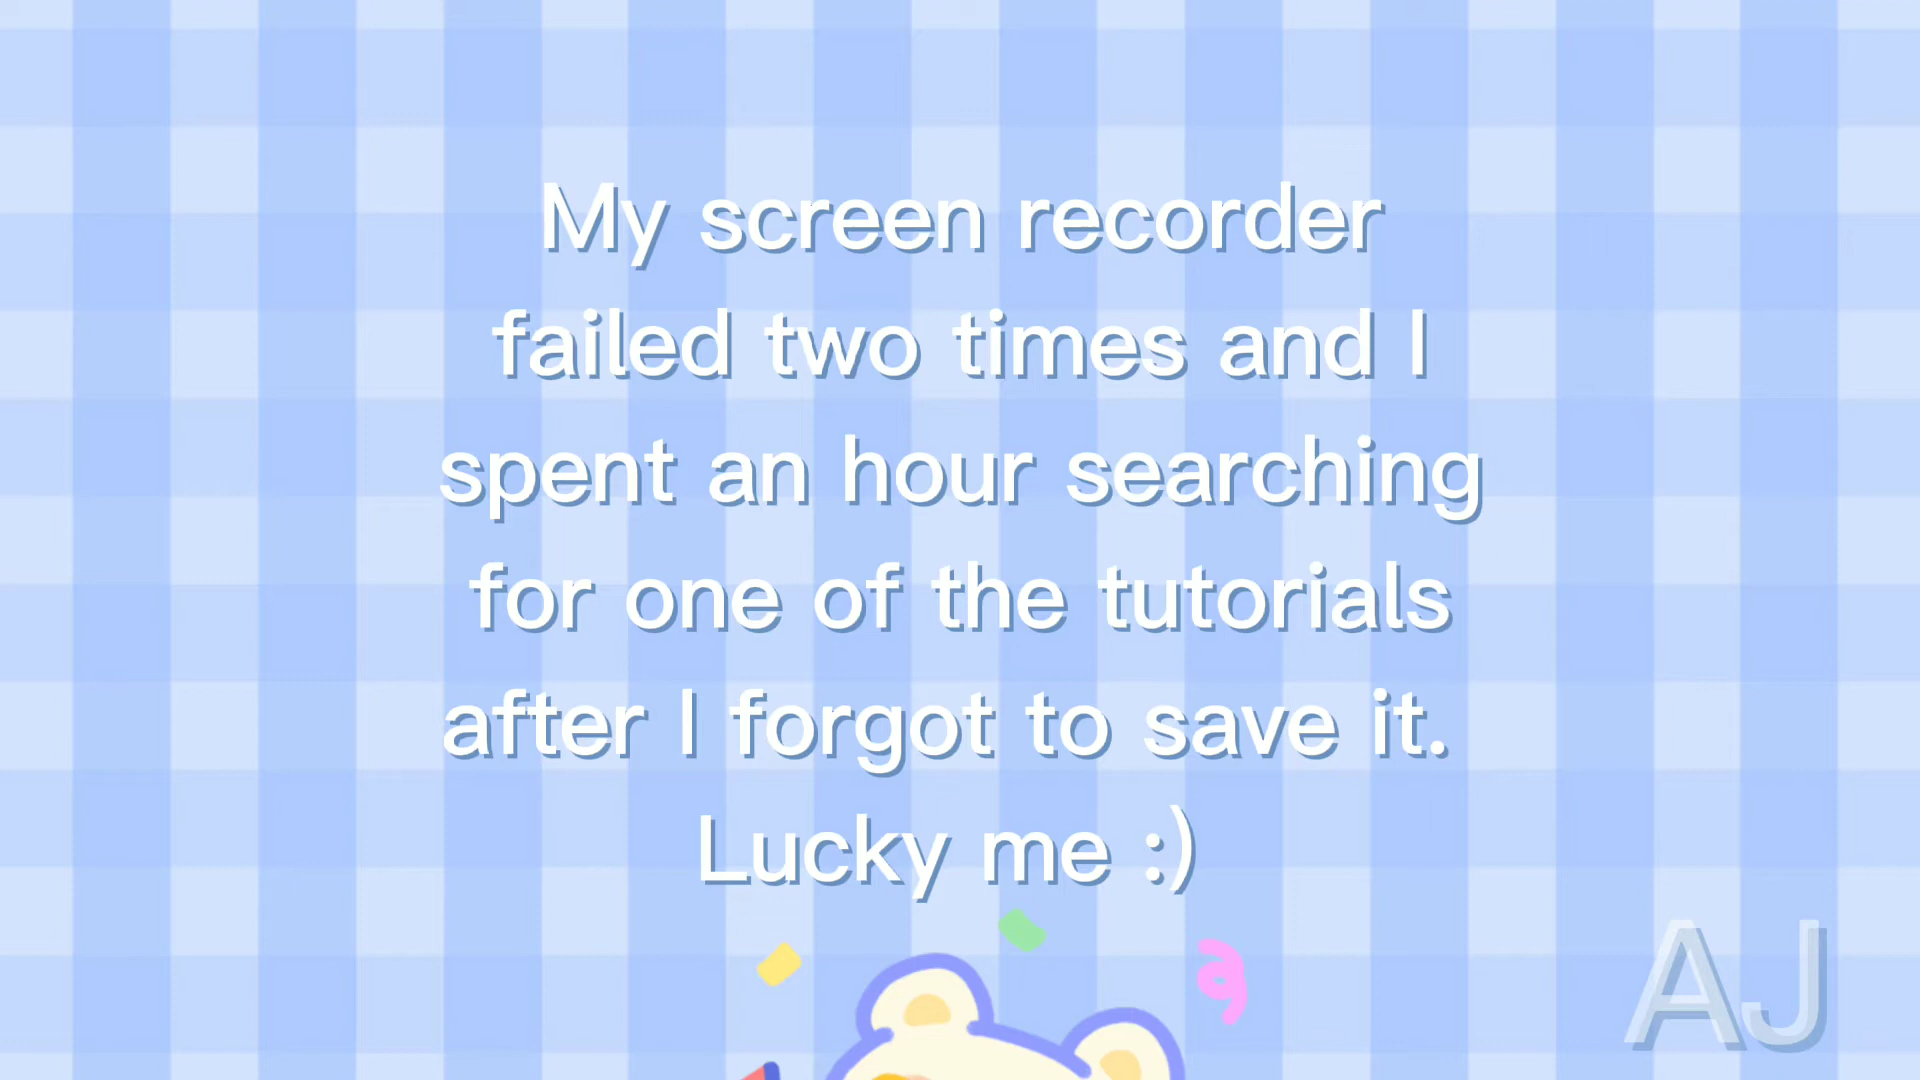 My screen recorder
failed two times and I
spent an hour searching
for one of the tutorials
after I forgot to save it.
Lucky me :)
AJ